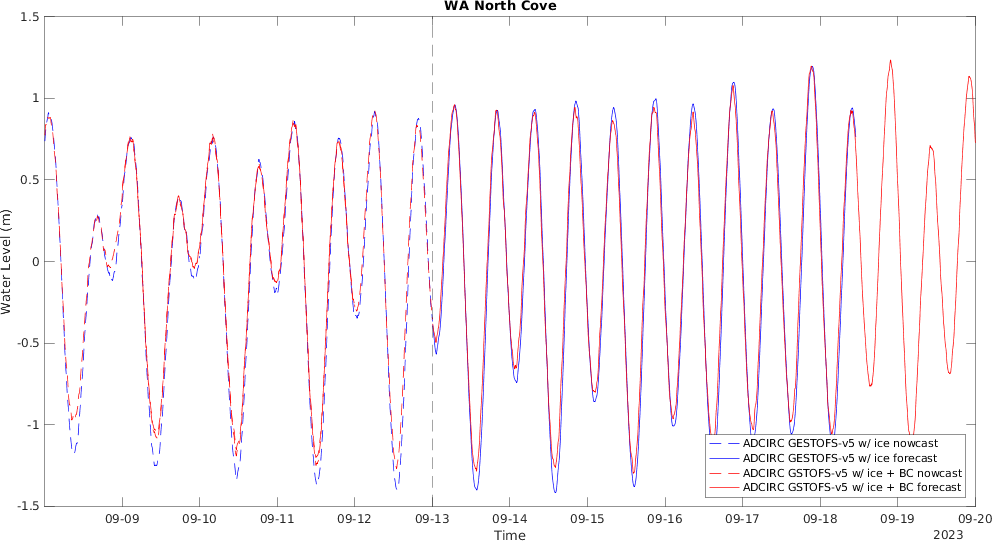 WA North Cove
1.5
1
0.5
0
-0.5
-1
-1.5
Water Level (m)
09-09
09-10
09-11
09-12
09-13
09-14
09-15
09-16
09-17
09-18
09-19
09-20
Time
2023
ADCIRC GESTOFS-v5 w/ ice nowcast
ADCIRC GESTOFS-v5 w/ ice forecast
ADCIRC GSTOFS-v5 w/ ice + BC nowcast
ADCIRC GSTOFS-v5 w/ ice + BC forecast